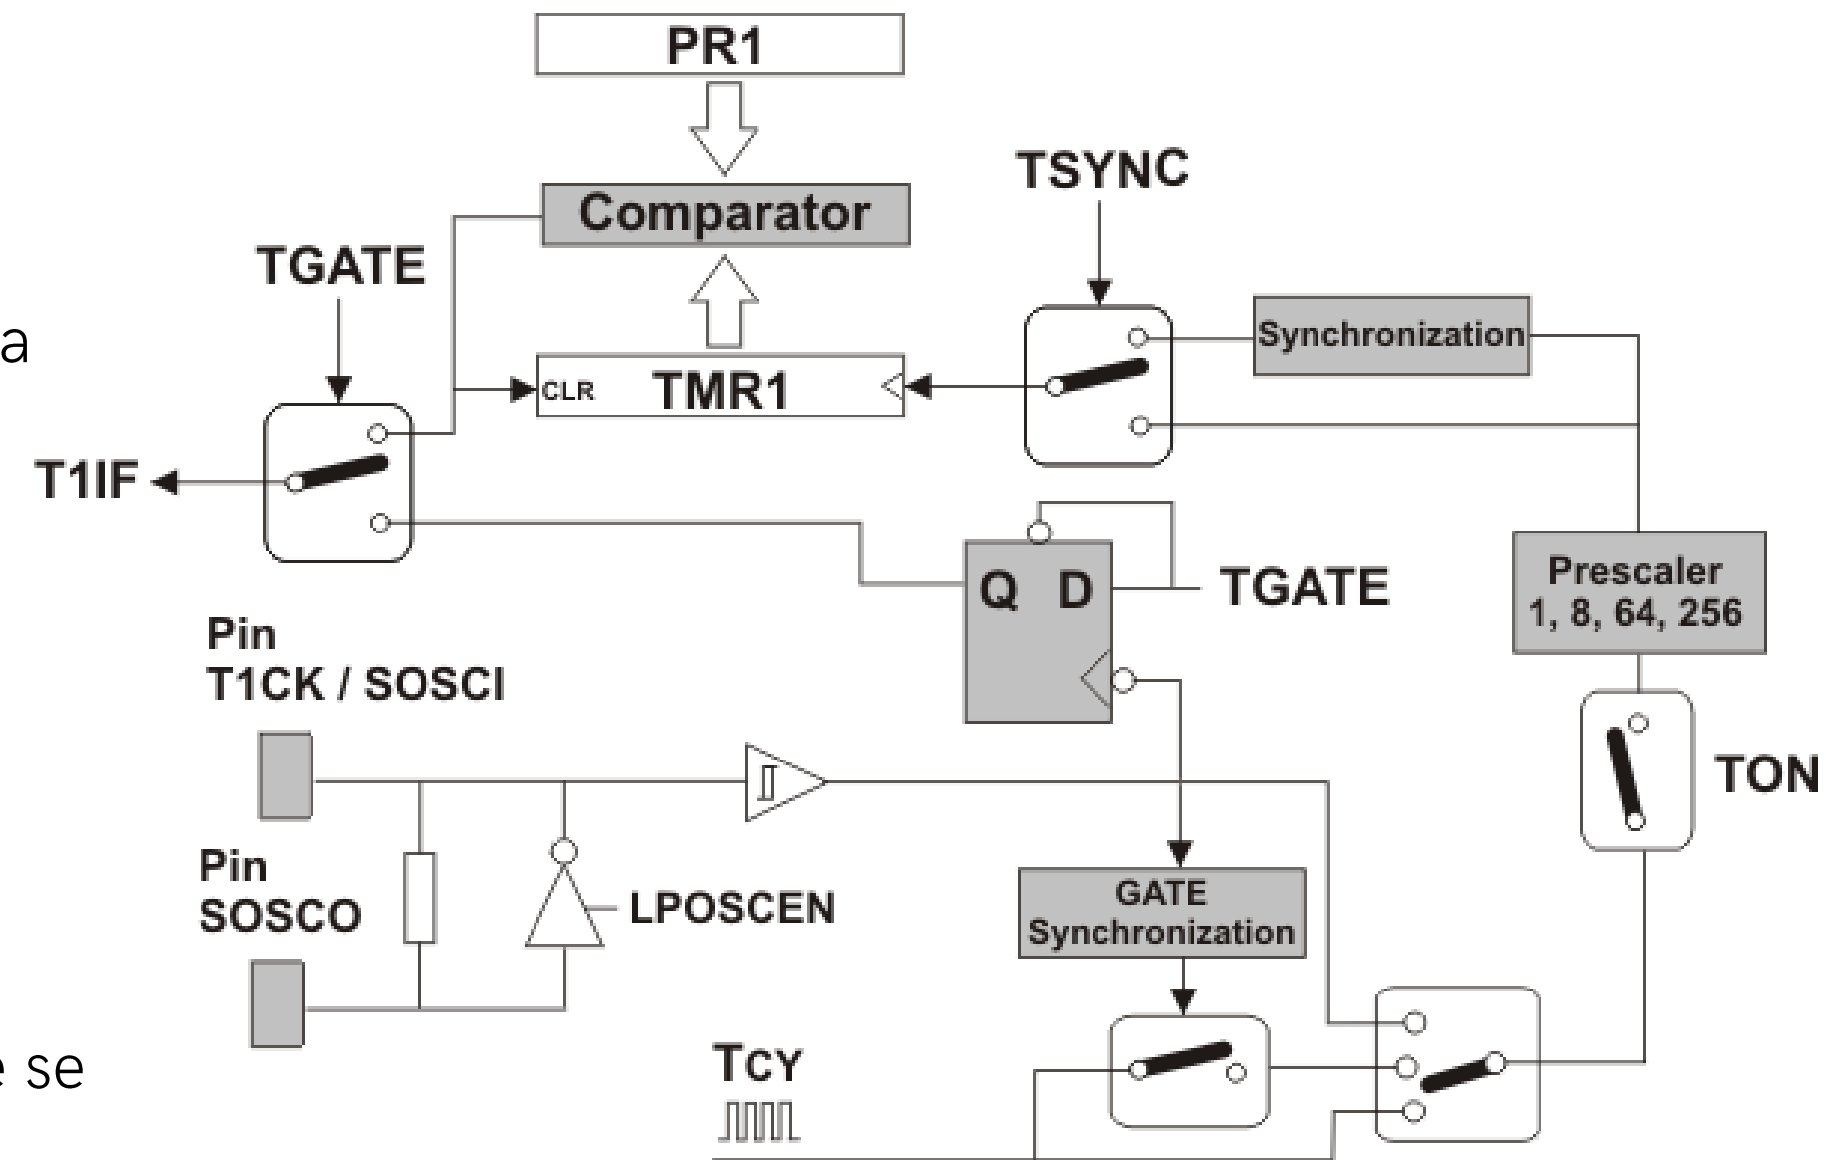 PR1
TSYNC
Comparator
TGATE
Synchronization
a
CLR TMR1
T1IF
Q D
TGATE
Prescaler
1, 8, 64, 256
Pin
T1CK / SOSCI
TON
Pin
SOSCO
LPOSCEN
GATE
Synchronization
e se
TCY